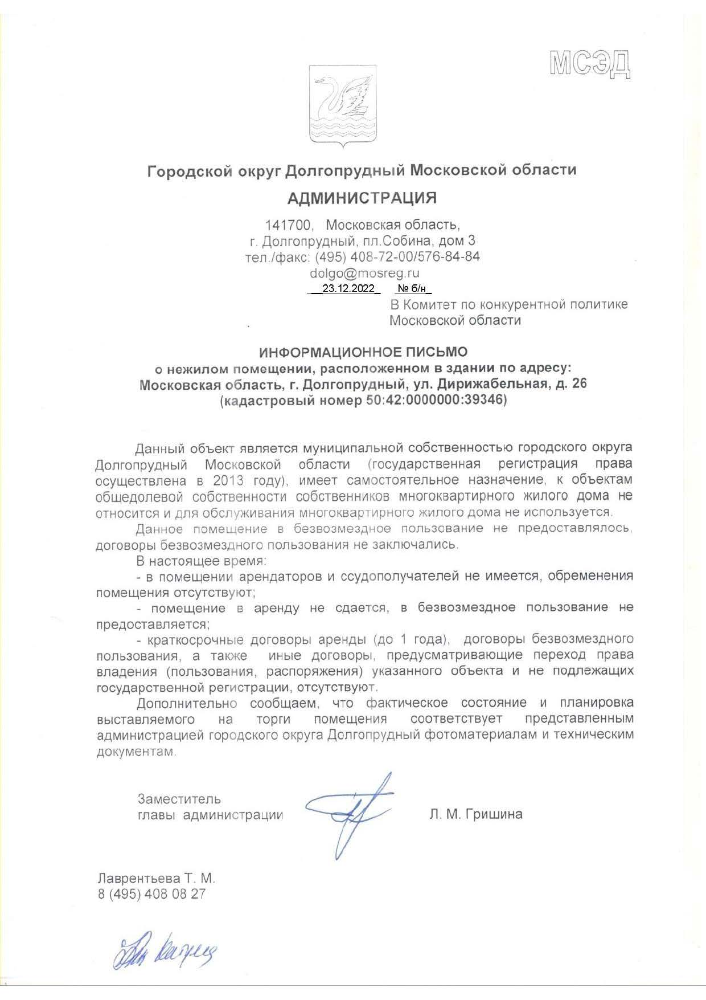 МСЭД
Городской округ Долгопрудный Московской области
АДМИНИСТРАЦИЯ
141700, Московская область,
г. Долгопрудный, пл.Собина, дом 3
тел./факс: (495) 408-72-00/576-84-84
dolgo@mosreg.ru
__23.12.2022_ _№ б/н_
В Комитет по конкурентной политике
Московской области
ИНФОРМАЦИОННОЕ ПИСЬМО
о нежилом помещении, расположенном в здании по адресу:
Московская область, г. Долгопрудный, ул. Дирижабельная, д. 26
(кадастровый номер 50:42:0000000:39346)
Данный объект является муниципальной собственностью городского округа
Долгопрудный Московской области (государственная регистрация права
осуществлена в 2013 году), имеет самостоятельное назначение, к объектам
общедолевой собственности собственников многоквартирного жилого дома не
относится и для обслуживания многоквартирного жилого дома не используется.
Данное помещение в безвозмездное пользование не предоставлялось,
договоры безвозмездного пользования не заключались.
В настоящее время:
- в помещении арендаторов и ссудополучателей не имеется, обременения
помещения отсутствуют;
- помещение в аренду не сдается, в безвозмездное пользование не
предоставляется;
- краткосрочные договоры аренды (до 1 года), договоры безвозмездного
пользования, а также иные договоры, предусматривающие переход права
владения (пользования, распоряжения) указанного объекта и не подлежащих
государственной регистрации, отсутствуют.
Дополнительно сообщаем, что фактическое состояние и планировка
выставляемого на торги помещения соответствует представленным
администрацией городского округа Долгопрудный фотоматериалам и техническим
документам.
Заместитель
главы администрации Л. М. Гришина
Лаврентьева Т. М.
8 (495) 408 08 27